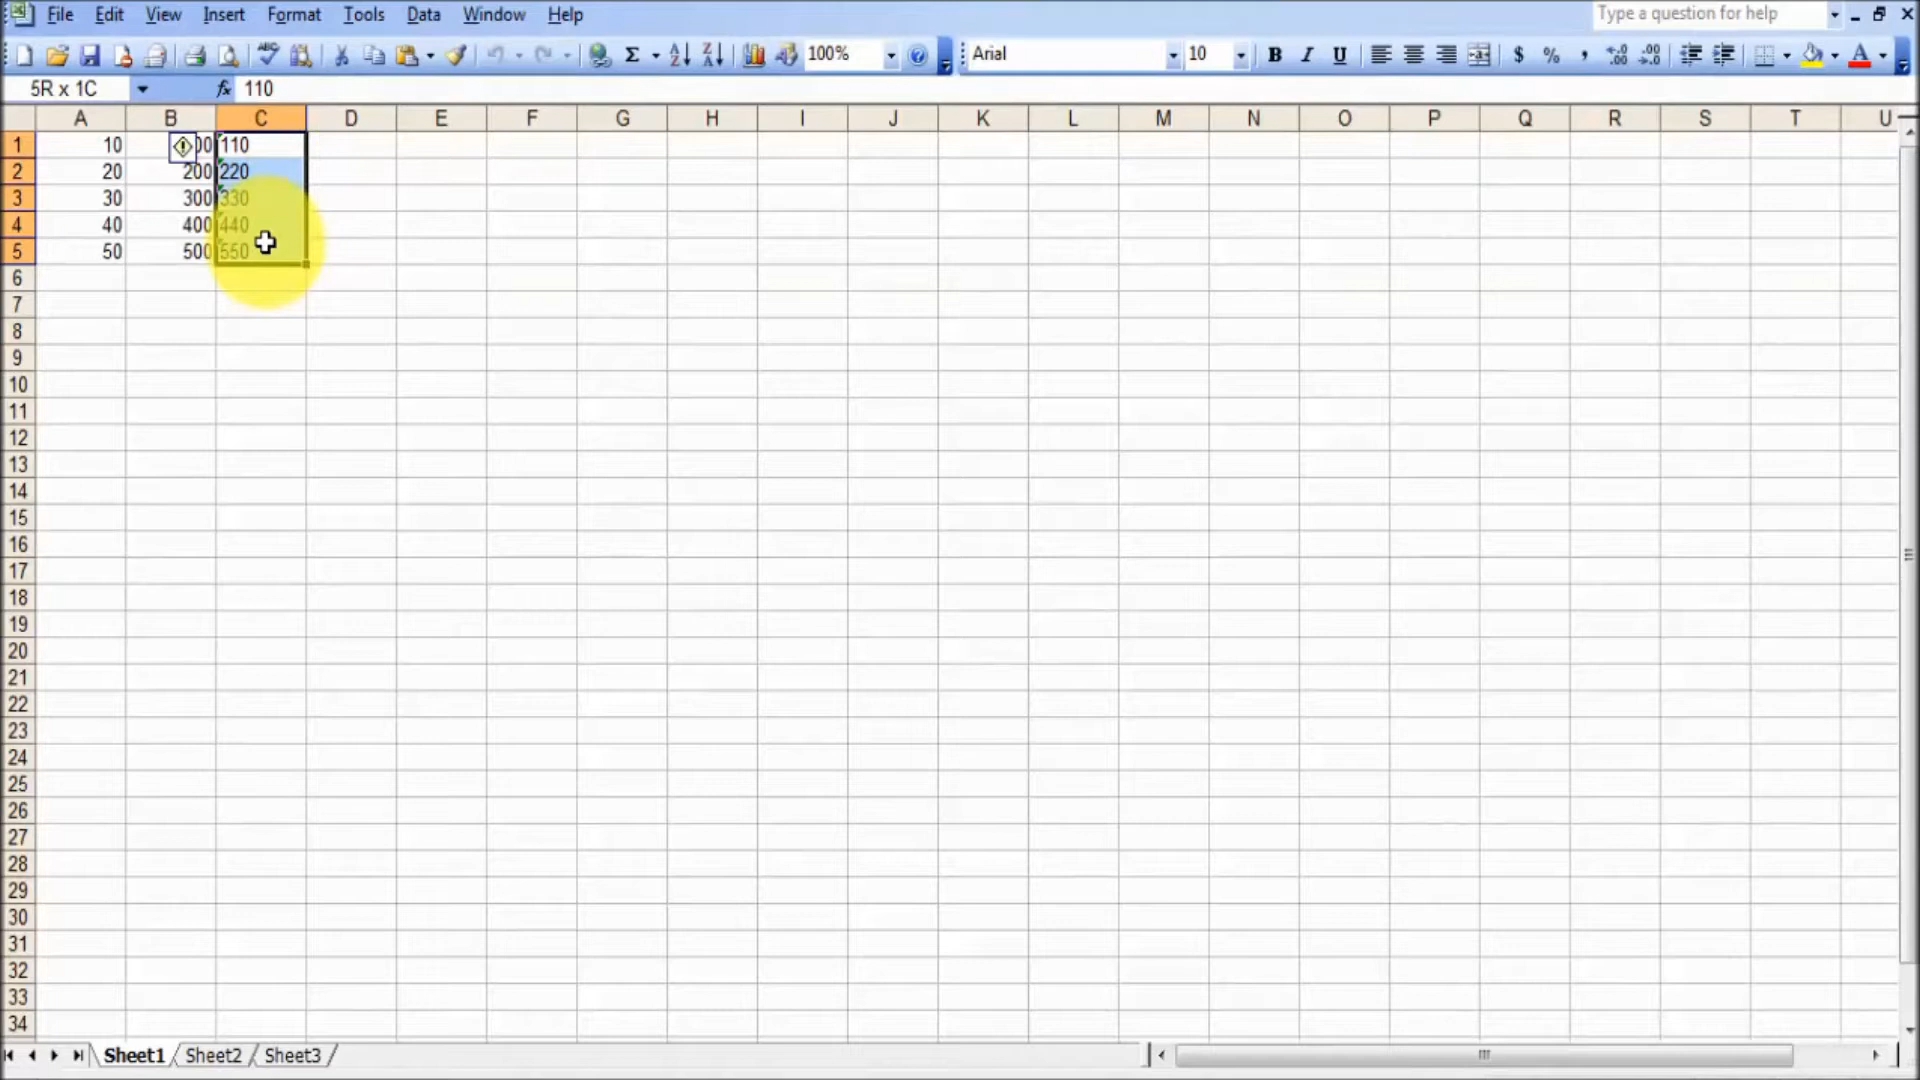 File Edit View Insert Format Tools Data Window Help Type a question for help
100% Arial 10 B I U $ % ,
5R x 1C fx 110
A B C D E F G H I J K L M N O P Q R S T U
1 10 00 110
2 20 200 220
3 30 300 330
4 40 400 440
5 50 500 550
6
7
8
9
10
11
12
13
14
15
16
17
18
19
20
21
22
23
24
25
26
27
28
29
30
31
32
33
34
Sheet1 Sheet2 Sheet3